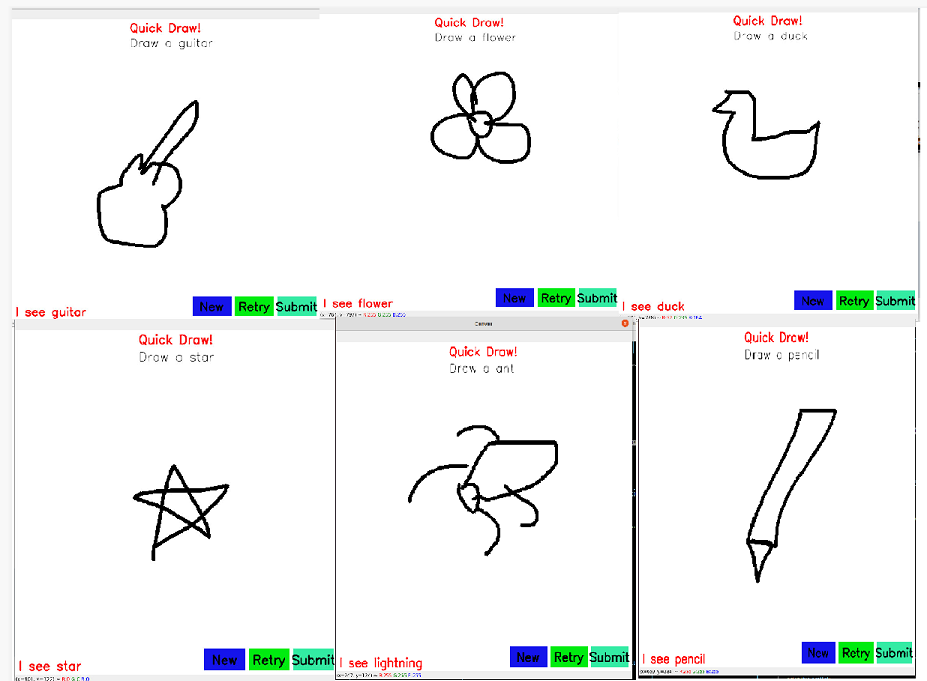 Quick Draw!
Draw a guitar
New Retry Submit
I see guitar
Quick Draw!
Draw a flower
New Retry Submit
I see flower
Quick Draw!
Draw a duck
New Retry Submit
I see duck
Quick Draw!
Draw a star
New Retry Submit
I see star
Canvas
Quick Draw!
Draw a ant
New Retry Submit
I see lightning
Quick Draw!
Draw a pencil
New Retry Submit
I see pencil